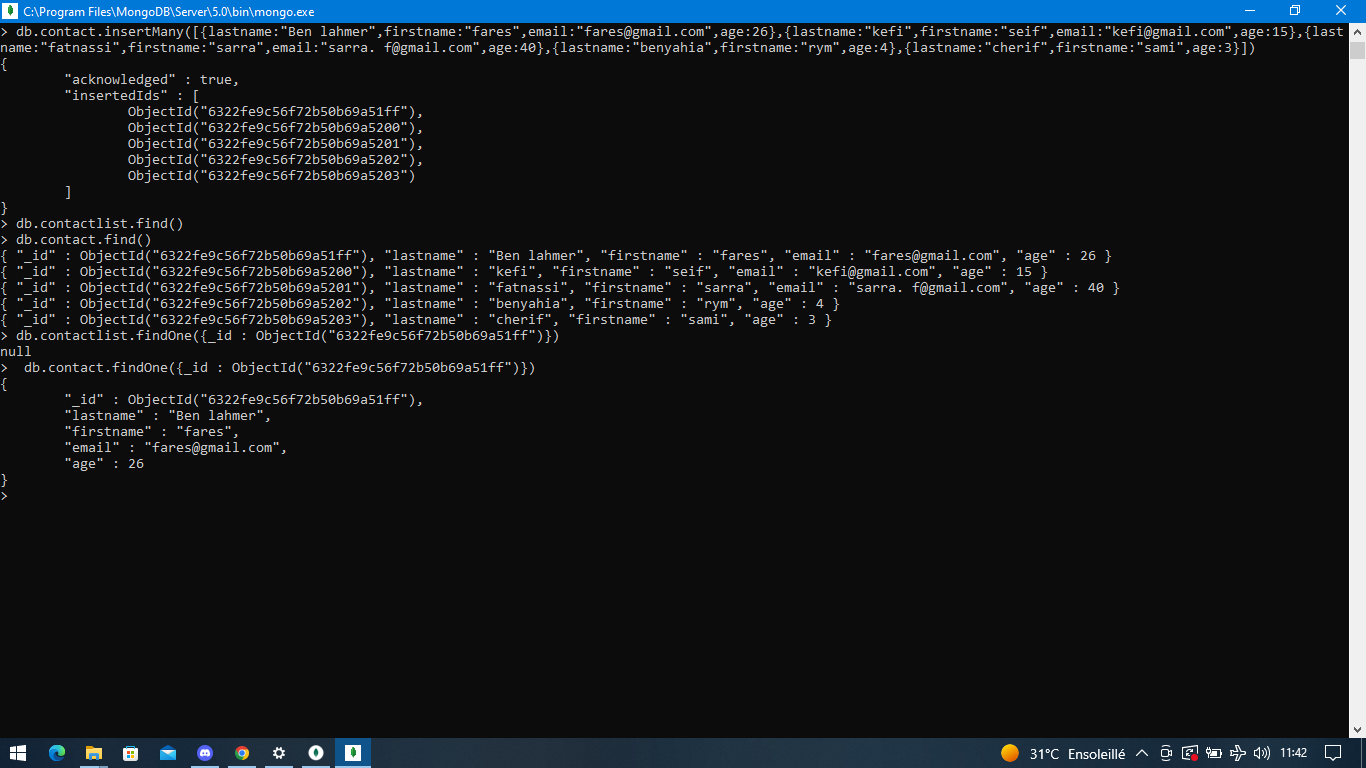 C:\Program Files\MongoDB\Server\5.0\bin\mongo.exe
> db.contact.insertMany([{lastname:"Ben lahmer",firstname:"fares",email:"fares@gmail.com",age:26},{lastname:"kefi",firstname:"seif",email:"kefi@gmail.com",age:15},{last
name:"fatnassi",firstname:"sarra",email:"sarra. f@gmail.com",age:40},{lastname:"benyahia",firstname:"rym",age:4},{lastname:"cherif",firstname:"sami",age:3}])
{
        "acknowledged" : true,
        "insertedIds" : [
                ObjectId("6322fe9c56f72b50b69a51ff"),
                ObjectId("6322fe9c56f72b50b69a5200"),
                ObjectId("6322fe9c56f72b50b69a5201"),
                ObjectId("6322fe9c56f72b50b69a5202"),
                ObjectId("6322fe9c56f72b50b69a5203")
        ]
}
> db.contactlist.find()
> db.contact.find()
{ "_id" : ObjectId("6322fe9c56f72b50b69a51ff"), "lastname" : "Ben lahmer", "firstname" : "fares", "email" : "fares@gmail.com", "age" : 26 }
{ "_id" : ObjectId("6322fe9c56f72b50b69a5200"), "lastname" : "kefi", "firstname" : "seif", "email" : "kefi@gmail.com", "age" : 15 }
{ "_id" : ObjectId("6322fe9c56f72b50b69a5201"), "lastname" : "fatnassi", "firstname" : "sarra", "email" : "sarra. f@gmail.com", "age" : 40 }
{ "_id" : ObjectId("6322fe9c56f72b50b69a5202"), "lastname" : "benyahia", "firstname" : "rym", "age" : 4 }
{ "_id" : ObjectId("6322fe9c56f72b50b69a5203"), "lastname" : "cherif", "firstname" : "sami", "age" : 3 }
> db.contactlist.findOne({_id : ObjectId("6322fe9c56f72b50b69a51ff")})
null
>  db.contact.findOne({_id : ObjectId("6322fe9c56f72b50b69a51ff")})
{
        "_id" : ObjectId("6322fe9c56f72b50b69a51ff"),
        "lastname" : "Ben lahmer",
        "firstname" : "fares",
        "email" : "fares@gmail.com",
        "age" : 26
}
>
31°C Ensoleillé 11:42